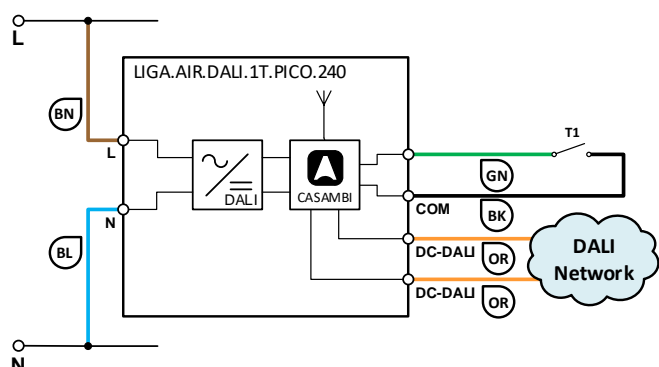 L
LIGA.AIR.DALI.1T.PICO.240
BN
L
T1
GN
DALI
CASAMBI
N
COM
BK
BL
DC-DALI
OR
DALI
Network
DC-DALI
OR
N